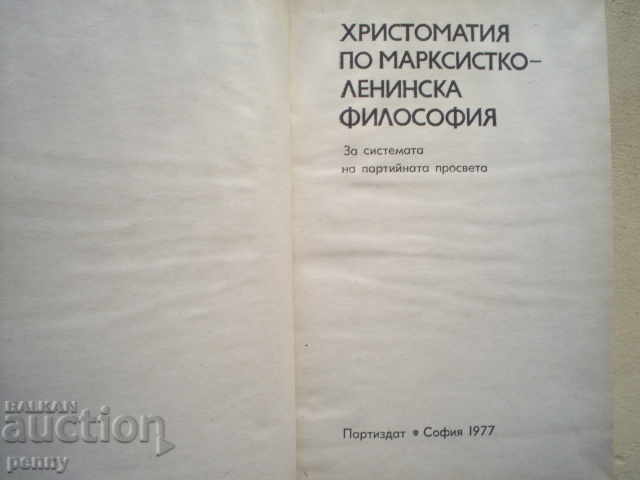 ХРИСТОМАТИЯ
ПО МАРКСИСТКО–
ЛЕНИНСКА
ФИЛОСОФИЯ
За системата
на партийната просвета
Партиздат • София 1977
BALKAN
auction
penny